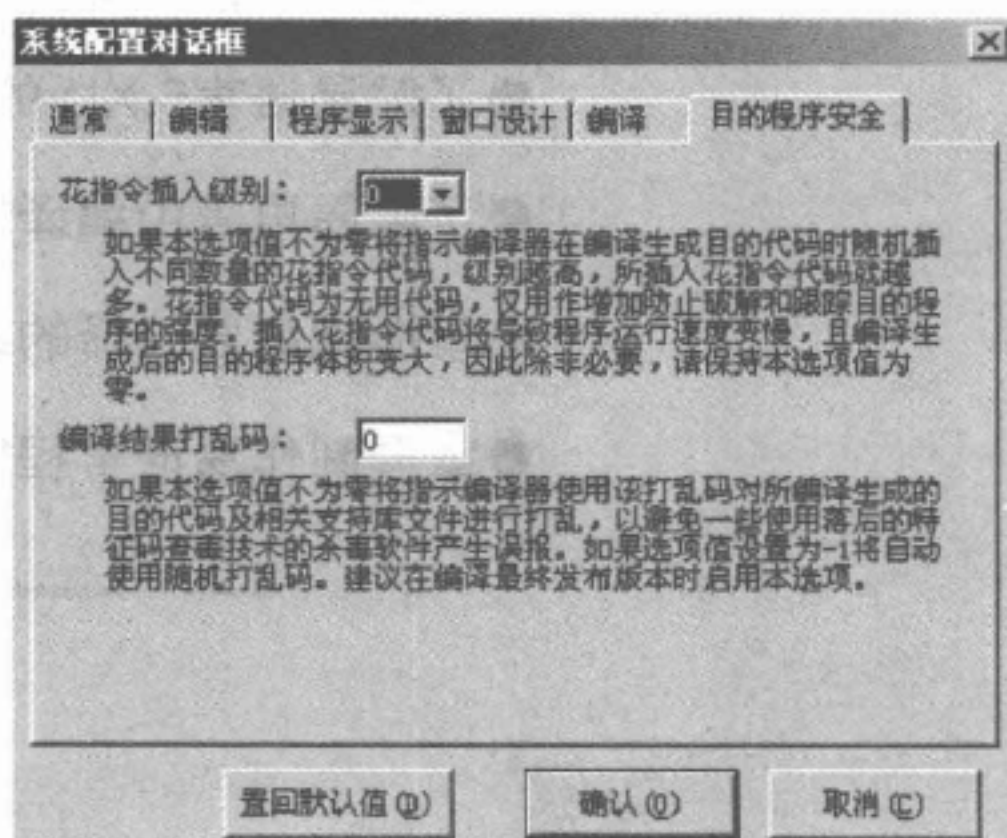 系统配置对话框
通常 编辑 程序显示 窗口设计 编译 目的程序安全
花指令插入级别： 0
如果本选项值不为零将指示编译器在编译生成目的代码时随机插
入不同数量的花指令代码，级别越高，所插入花指令代码就越
多。花指令代码为无用代码，仅用作增加防止破解和跟踪目的程
序的强度。插入花指令代码将导致程序运行速度变慢，且编译生
成后的目的程序体积变大，因此除非必要，请保持本选项值为
零。
编译结果打乱码： 0
如果本选项值不为零将指示编译器使用该打乱码对所编译生成的
目的代码及相关支持库文件进行打乱，以避免一些使用落后的特
征码查毒技术的杀毒软件产生误报。如果选项值设置为-1将自动
使用随机打乱码。建议在编译最终发布版本时启用本选项。
置回默认值(D) 确认(O) 取消(C)